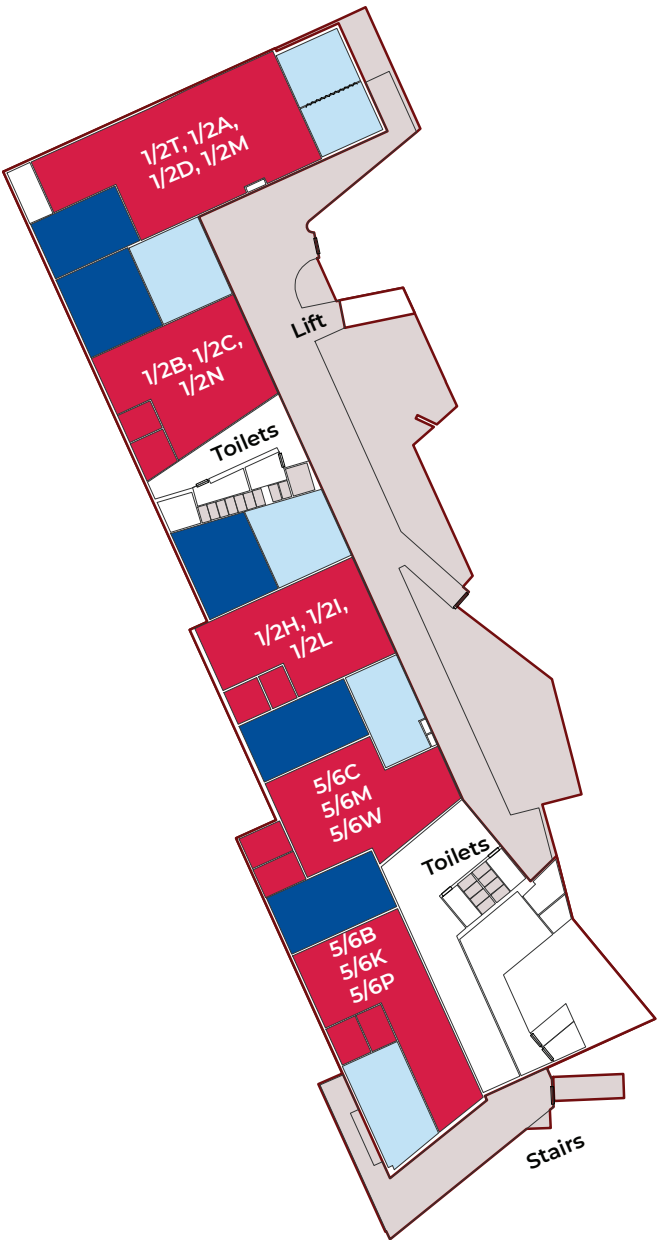 1/2T, 1/2A,
1/2D, 1/2M
Lift
1/2B, 1/2C,
1/2N
Toilets
1/2H, 1/2I,
1/2L
5/6C
5/6M
5/6W
Toilets
5/6B
5/6K
5/6P
Stairs